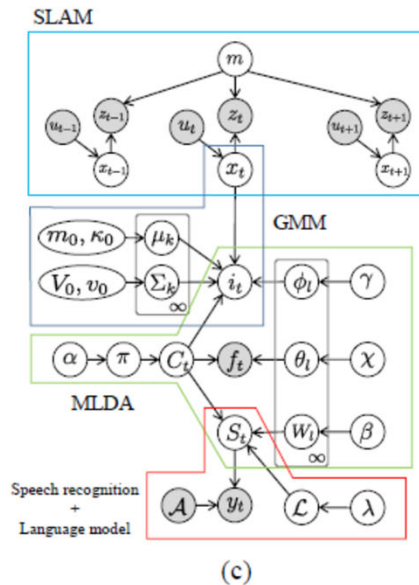 SLAM
m
u_{t-1} z_{t-1} u_t z_t u_{t+1} z_{t+1}
x_{t-1} x_t x_{t+1}
GMM
m_0, κ_0 μ_k
V_0, v_0 Σ_k i_t ϕ_l γ
∞
α π C_t f_t θ_l χ
MLDA
S_t W_l β
∞
Speech recognition
+
Language model
A y_t L λ
(c)